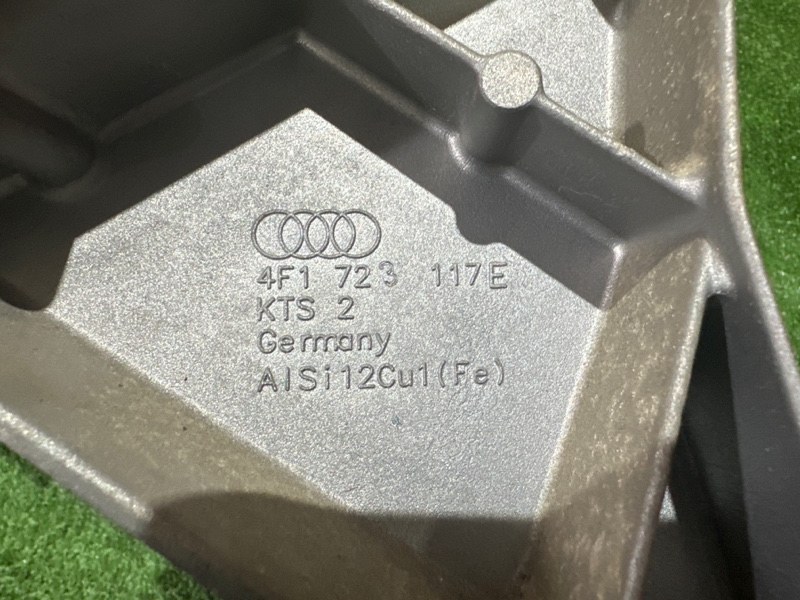 4F1 723 117E
KTS 2
Germany
AlSi12Cu1(Fe)